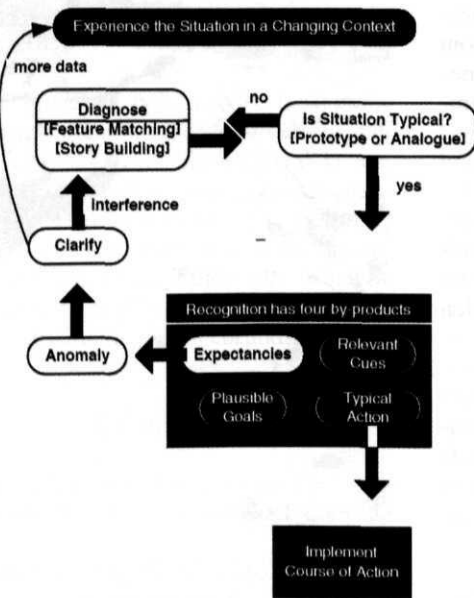 Experience the Situation in a Changing Context
more data
Diagnose
[Feature Matching]
[Story Building]
no
Is Situation Typical?
[Prototype or Analogue]
yes
interference
Clarify
Recognition has four by products
Anomaly
Expectancies
Relevant
Cues
Plausible
Goals
Typical
Action
Implement
Course of Action